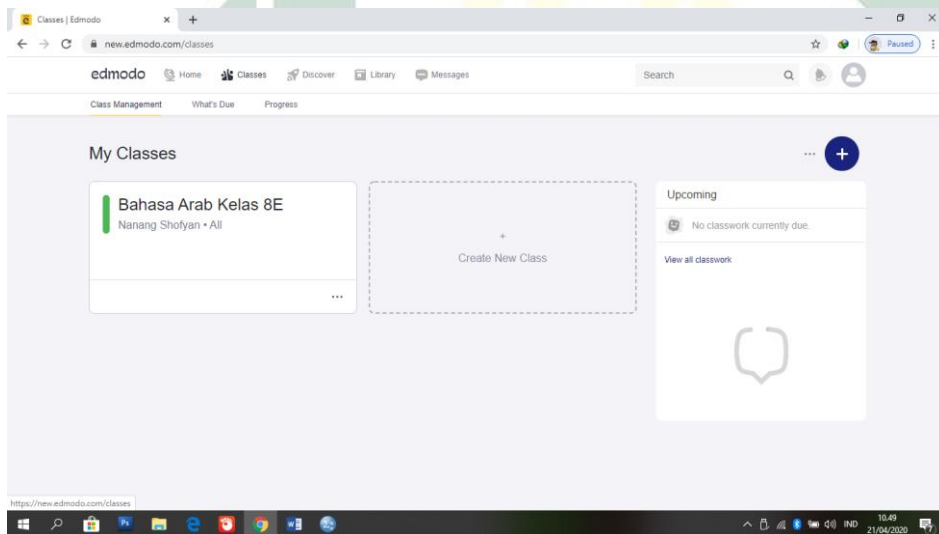 Classes | Edmodo
new.edmodo.com/classes
Paused
edmodo Home Classes Discover Library Messages Search
Class Management What's Due Progress
My Classes
Bahasa Arab Kelas 8E
Nanang Shofyan • All
+
Create New Class
Upcoming
No classwork currently due.
View all classwork
https://new.edmodo.com/classes
IND
10.49
21/04/2020